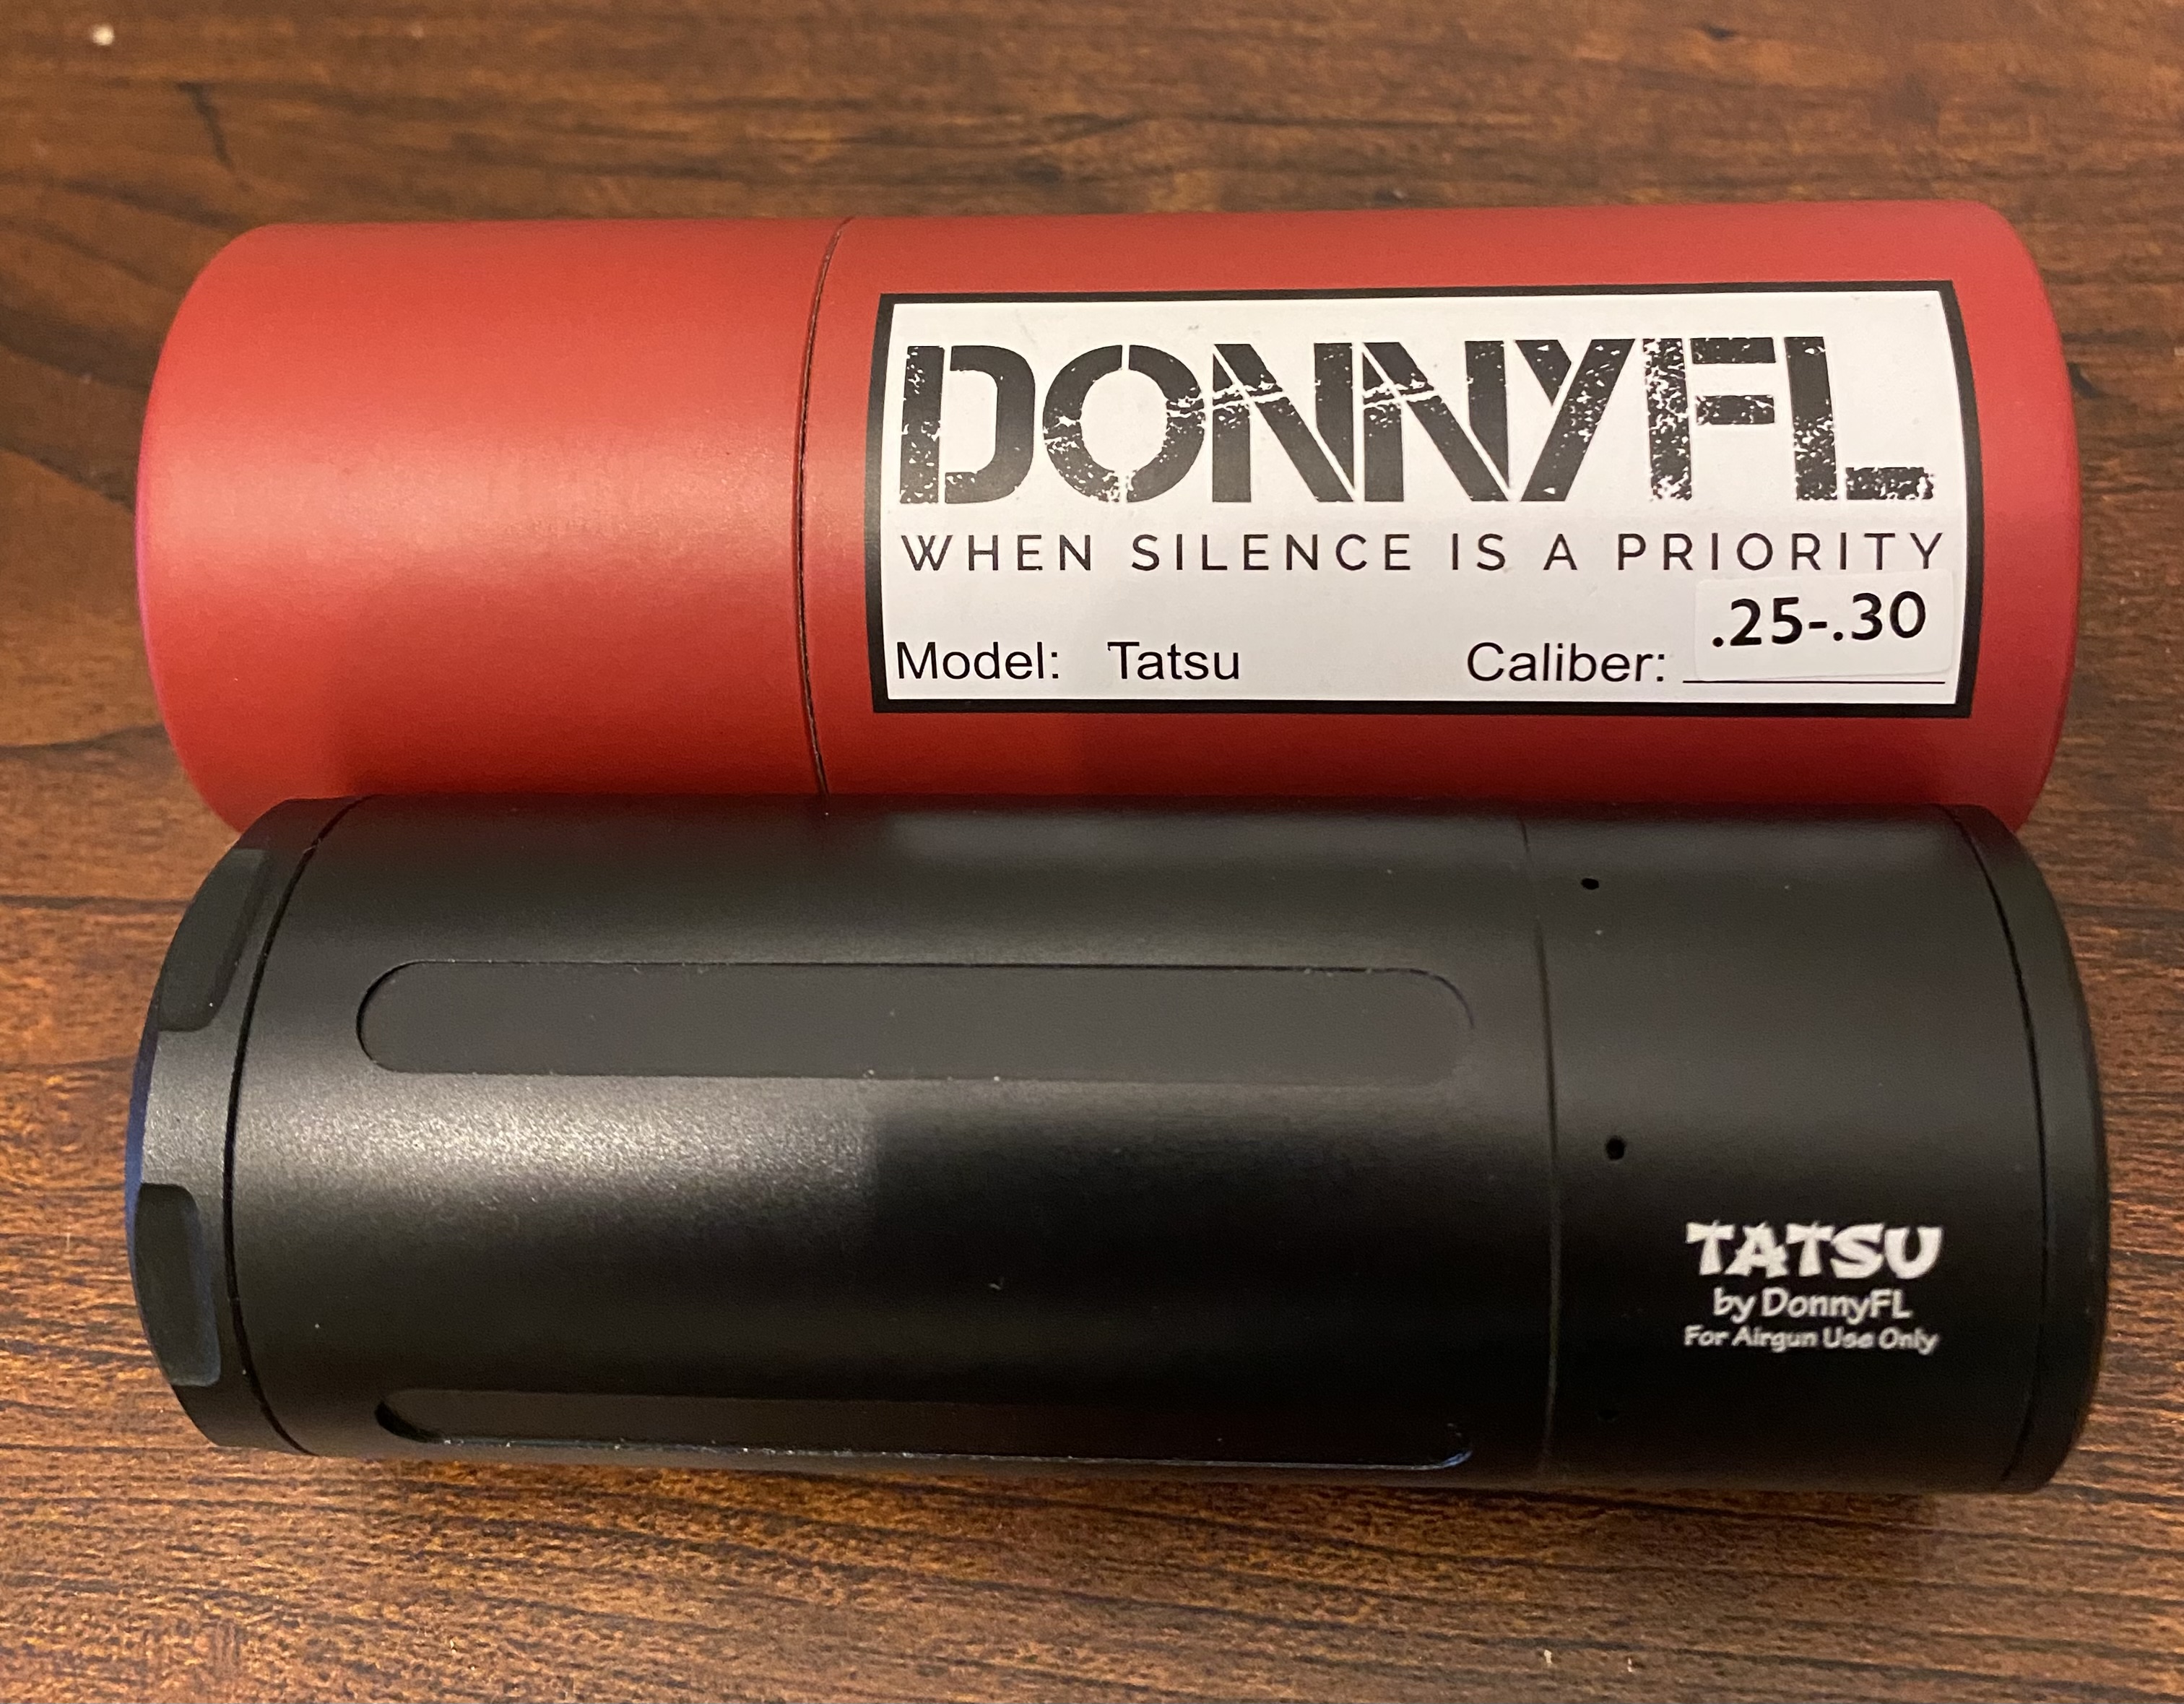 DONNYFL
WHEN SILENCE IS A PRIORITY
Model: Tatsu Caliber: .25-.30
TATSU
by DonnyFL
For Airgun Use Only